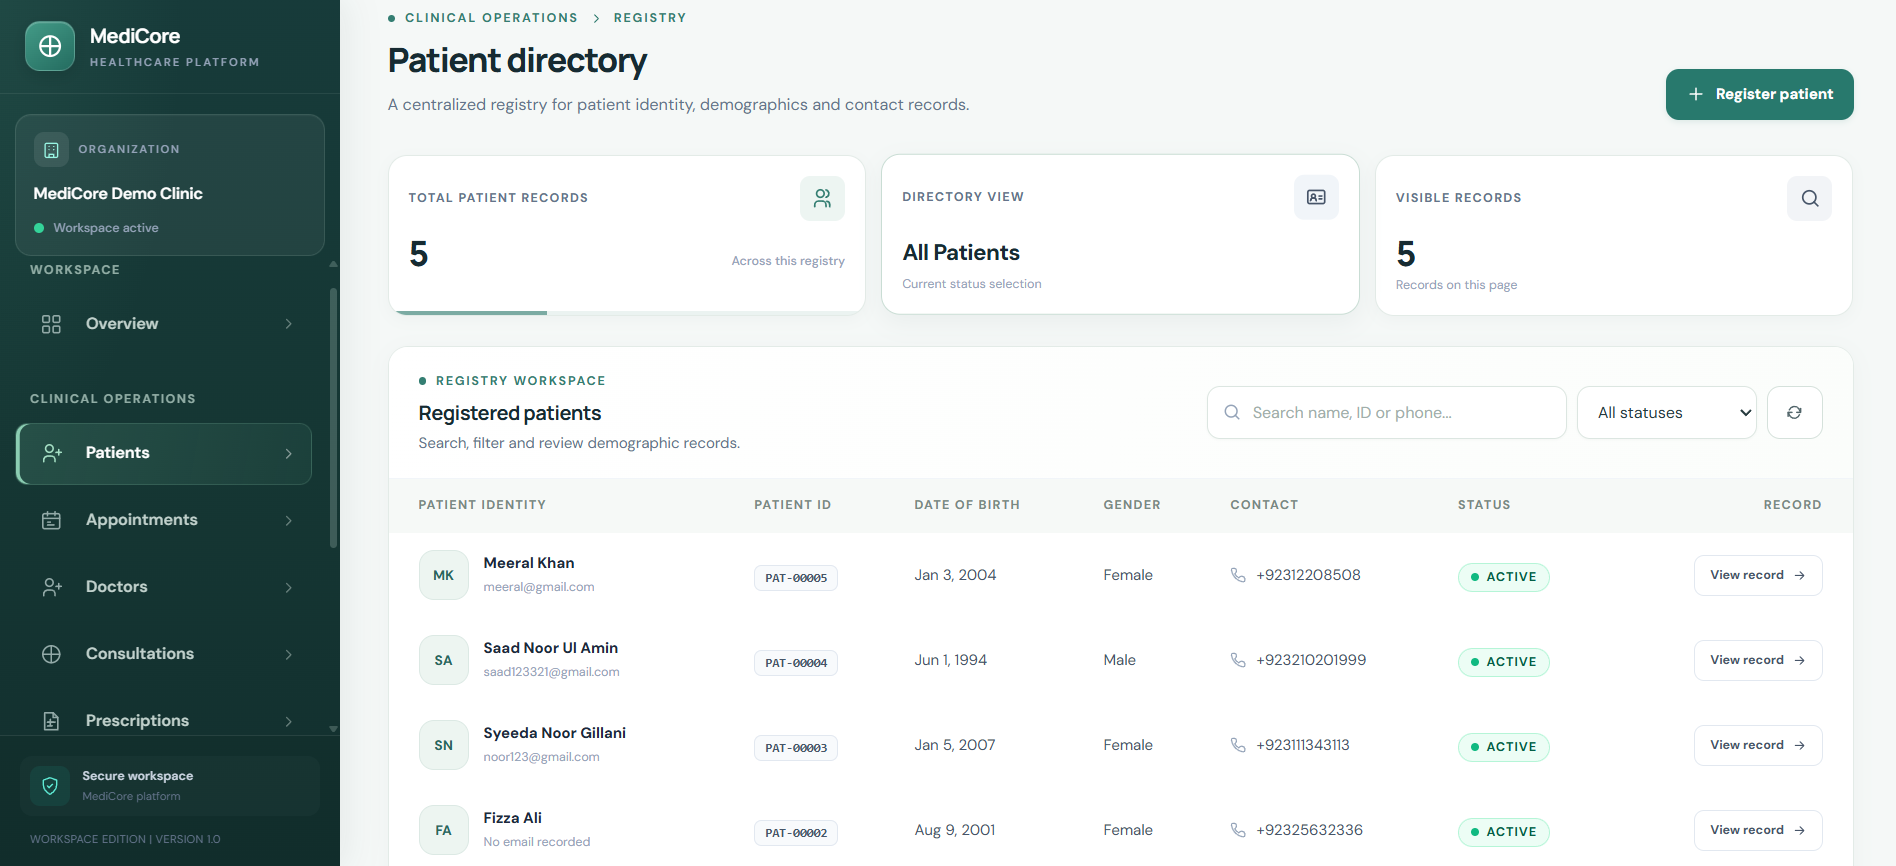 MediCore
HEALTHCARE PLATFORM
ORGANIZATION
MediCore Demo Clinic
Workspace active
WORKSPACE
Overview
CLINICAL OPERATIONS
Patients
Appointments
Doctors
Consultations
Prescriptions
Secure workspace
MediCore platform
WORKSPACE EDITION | VERSION 1.0
CLINICAL OPERATIONS > REGISTRY
Patient directory
A centralized registry for patient identity, demographics and contact records.
+ Register patient
TOTAL PATIENT RECORDS
5
Across this registry
DIRECTORY VIEW
All Patients
Current status selection
VISIBLE RECORDS
5
Records on this page
REGISTRY WORKSPACE
Registered patients
Search, filter and review demographic records.
Search name, ID or phone...
All statuses
PATIENT IDENTITY PATIENT ID DATE OF BIRTH GENDER CONTACT STATUS RECORD
MK Meeral Khan PAT-00005 Jan 3, 2004 Female +92312208508 ACTIVE View record →
meeral@gmail.com
SA Saad Noor Ul Amin PAT-00004 Jun 1, 1994 Male +923210201999 ACTIVE View record →
saad123321@gmail.com
SN Syeeda Noor Gillani PAT-00003 Jan 5, 2007 Female +923111343113 ACTIVE View record →
noor123@gmail.com
FA Fizza Ali PAT-00002 Aug 9, 2001 Female +92325632336 ACTIVE View record →
No email recorded